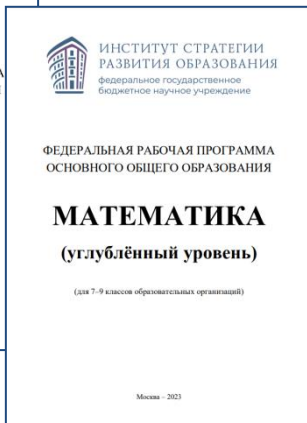 ИНСТИТУТ СТРАТЕГИИ
РАЗВИТИЯ ОБРАЗОВАНИЯ
федеральное государственное
бюджетное научное учреждение
ФЕДЕРАЛЬНАЯ РАБОЧАЯ ПРОГРАММА
ОСНОВНОГО ОБЩЕГО ОБРАЗОВАНИЯ
МАТЕМАТИКА
(углублённый уровень)
(для 7–9 классов образовательных организаций)
Москва – 2023